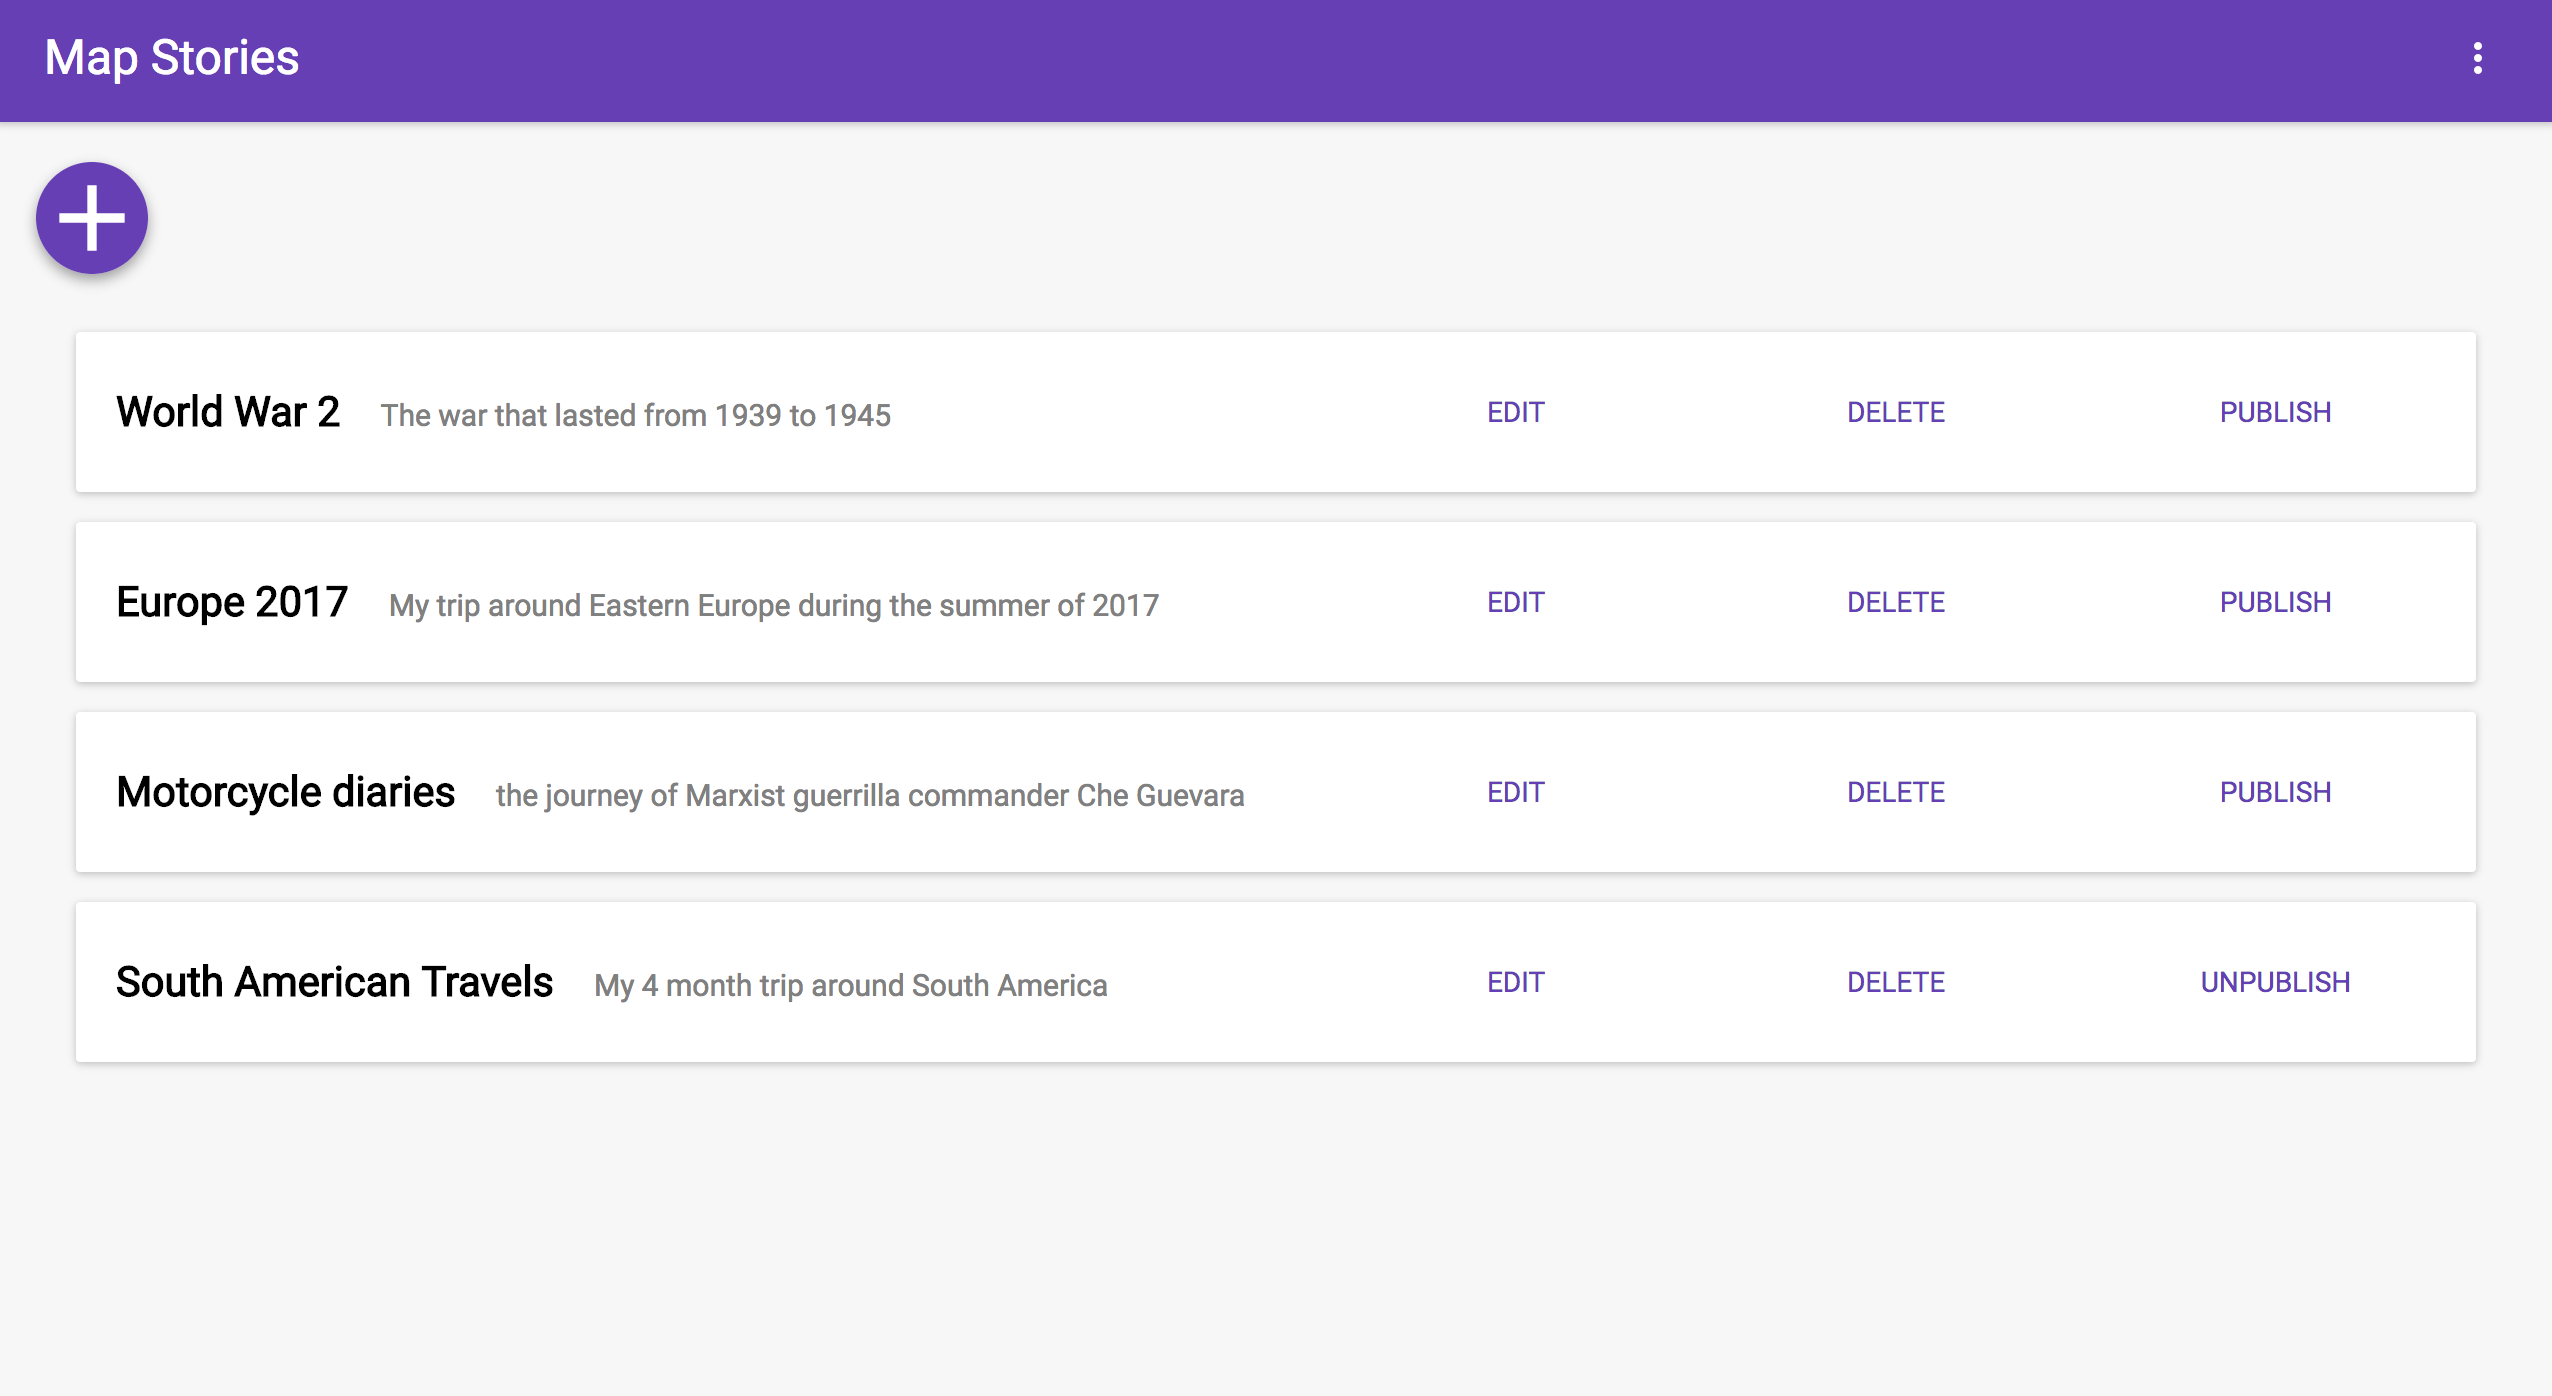 Map Stories
World War 2 The war that lasted from 1939 to 1945 EDIT DELETE PUBLISH
Europe 2017 My trip around Eastern Europe during the summer of 2017 EDIT DELETE PUBLISH
Motorcycle diaries the journey of Marxist guerrilla commander Che Guevara EDIT DELETE PUBLISH
South American Travels My 4 month trip around South America EDIT DELETE UNPUBLISH